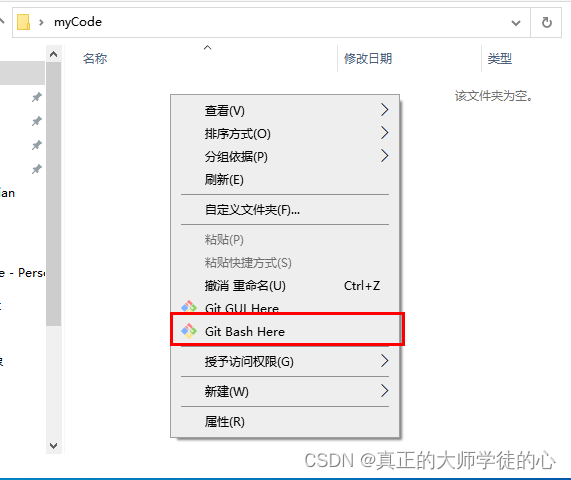 myCode
名称 修改日期 类型
该文件夹为空。
查看(V)
排序方式(O)
分组依据(P)
刷新(E)
自定义文件夹(F)...
粘贴(P)
粘贴快捷方式(S)
撤消 重命名(U) Ctrl+Z
Git GUI Here
Git Bash Here
授予访问权限(G)
新建(W)
属性(R)
ian
e - Perso
CSDN @真正的大师学徒的心